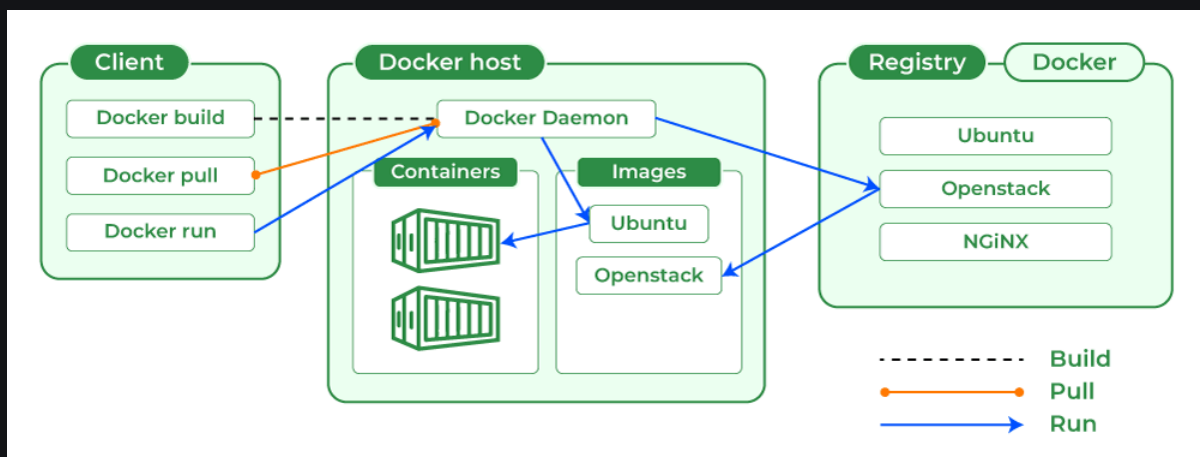 Client
Docker build
Docker pull
Docker run
Docker host
Docker Daemon
Containers
Images
Ubuntu
Openstack
Registry
Docker
Ubuntu
Openstack
NGiNX
Build
Pull
Run